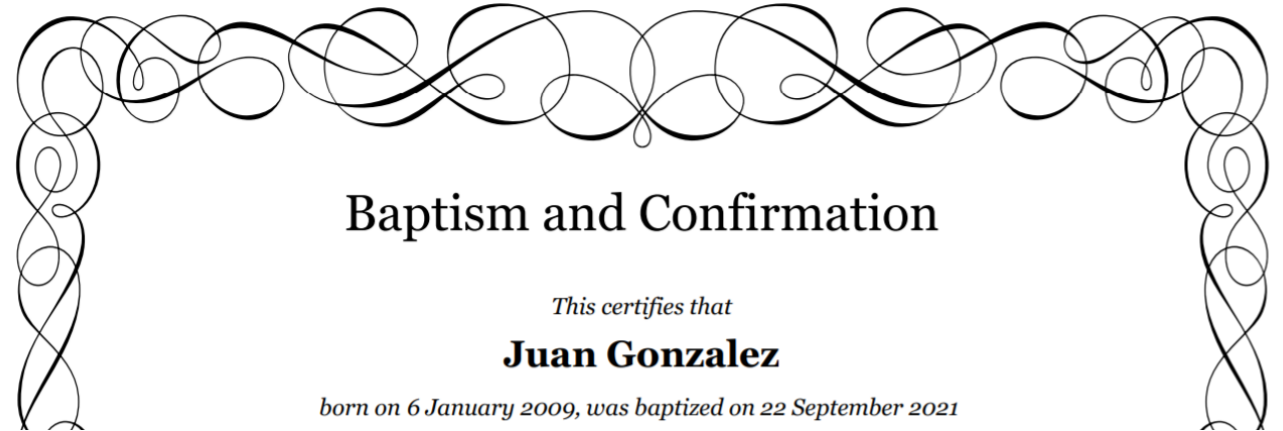 Baptism and Confirmation
This certifies that
Juan Gonzalez
born on 6 January 2009, was baptized on 22 September 2021